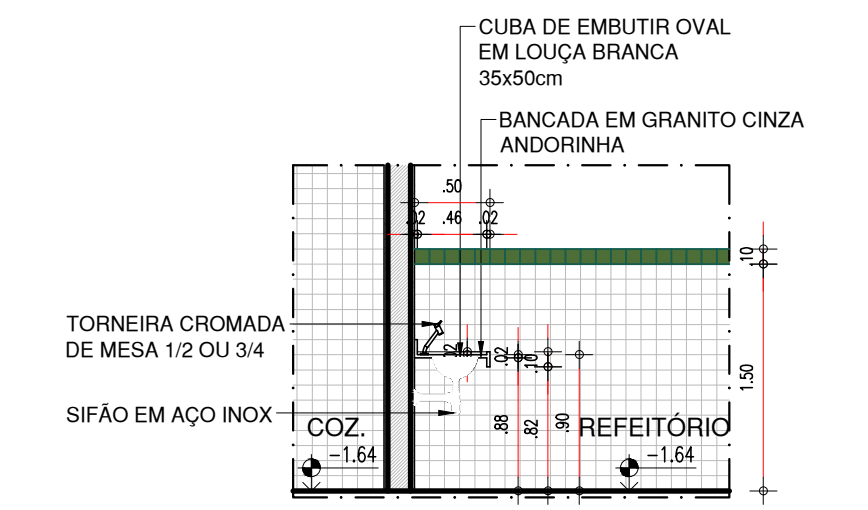 CUBA DE EMBUTIR OVAL
EM LOUÇA BRANCA
35x50cm
BANCADA EM GRANITO CINZA
ANDORINHA
.50
.02 .46 .02
.10
TORNEIRA CROMADA
DE MESA 1/2 OU 3/4
.02 .02 .10
1.50
SIFÃO EM AÇO INOX
.88 .82 .90
COZ. REFEITÓRIO
-1.64 -1.64